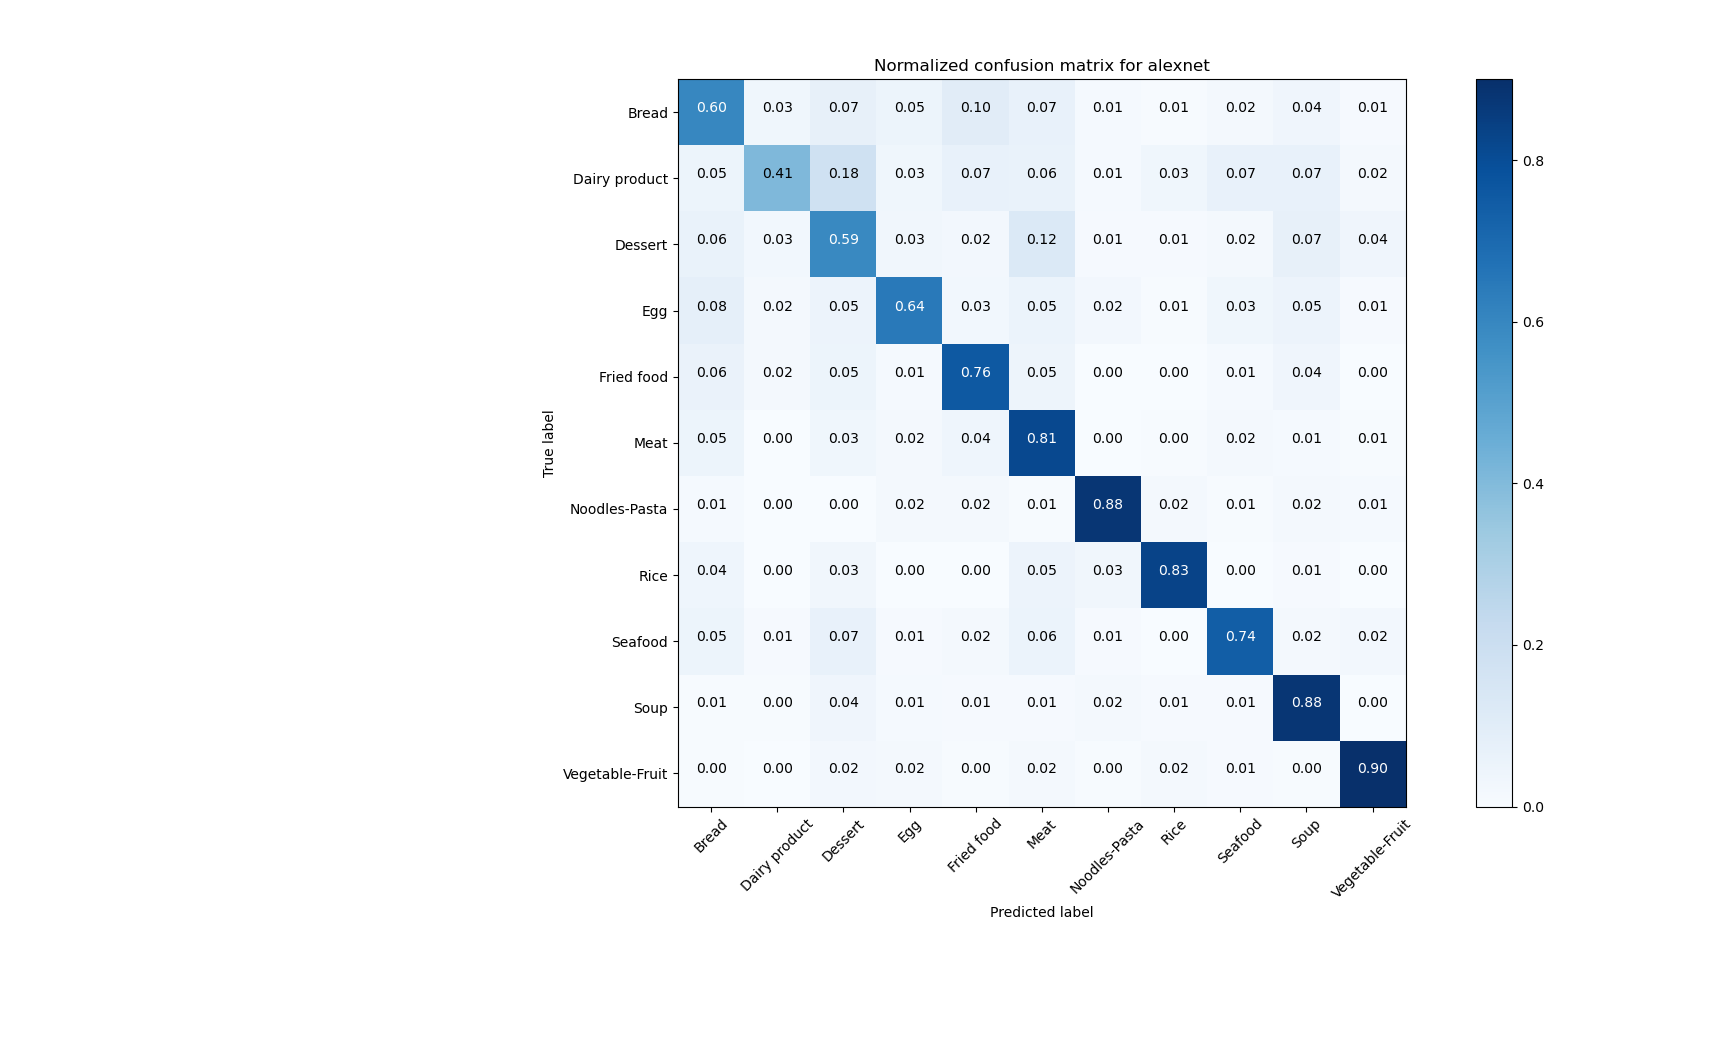 Normalized confusion matrix for alexnet
Bread 0.60 0.03 0.07 0.05 0.10 0.07 0.01 0.01 0.02 0.04 0.01
Dairy product 0.05 0.41 0.18 0.03 0.07 0.06 0.01 0.03 0.07 0.07 0.02
Dessert 0.06 0.03 0.59 0.03 0.02 0.12 0.01 0.01 0.02 0.07 0.04
Egg 0.08 0.02 0.05 0.64 0.03 0.05 0.02 0.01 0.03 0.05 0.01
Fried food 0.06 0.02 0.05 0.01 0.76 0.05 0.00 0.00 0.01 0.04 0.00
Meat 0.05 0.00 0.03 0.02 0.04 0.81 0.00 0.00 0.02 0.01 0.01
Noodles-Pasta 0.01 0.00 0.00 0.02 0.02 0.01 0.88 0.02 0.01 0.02 0.01
Rice 0.04 0.00 0.03 0.00 0.00 0.05 0.03 0.83 0.00 0.01 0.00
Seafood 0.05 0.01 0.07 0.01 0.02 0.06 0.01 0.00 0.74 0.02 0.02
Soup 0.01 0.00 0.04 0.01 0.01 0.01 0.02 0.01 0.01 0.88 0.00
Vegetable-Fruit 0.00 0.00 0.02 0.02 0.00 0.02 0.00 0.02 0.01 0.00 0.90
True label
Bread Dairy product Dessert Egg Fried food Meat Noodles-Pasta Rice Seafood Soup Vegetable-Fruit
Predicted label
0.8
0.6
0.4
0.2
0.0